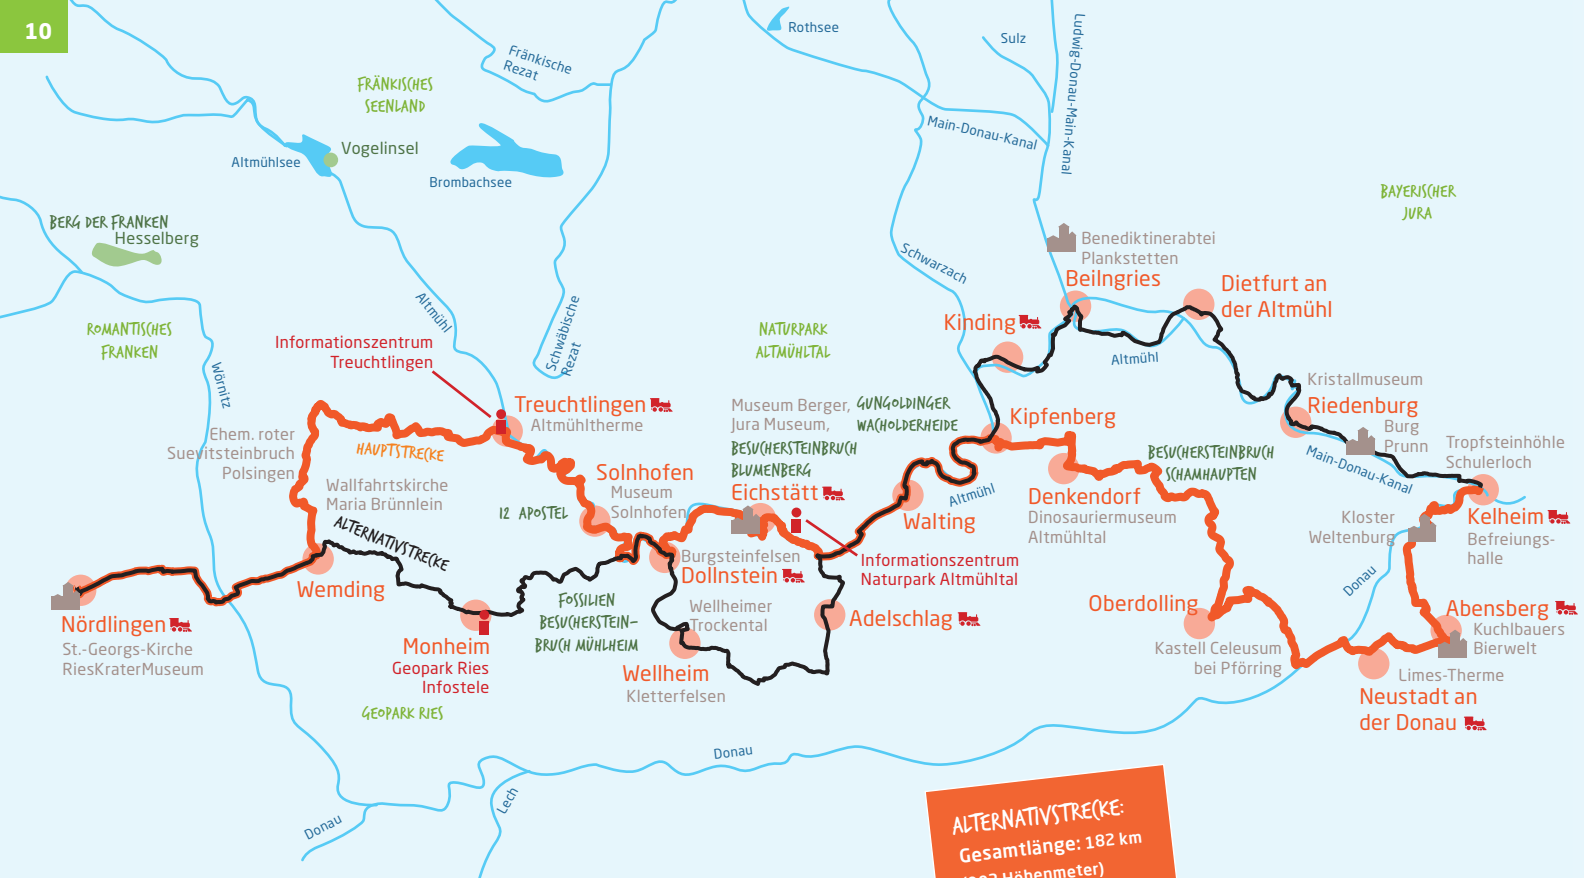 10
Rothsee
Sulz
Ludwig-Donau-Main-Kanal
Fränkische
Rezat
FRÄNKISCHES
SEENLAND
Main-Donau-Kanal
Vogelinsel
Altmühlsee
Brombachsee
BAYERISCHER
JURA
BERG DER FRANKEN
Hesselberg
Benediktinerabtei
Plankstetten
Schwarzach
Beilngries
Dietfurt an
der Altmühl
Altmühl
Schwäbische
Rezat
Kinding
ROMANTISCHES
FRANKEN
NATURPARK
ALTMÜHLTAL
Informationszentrum
Treuchtlingen
Altmühl
Wörnitz
Kristallmuseum
Riedenburg
Burg
Prunn
Treuchtlingen
Altmühltherme
Museum Berger,
Jura Museum,
BESUCHERSTEINBRUCH
BLUMENBERG
Eichstätt
GUNGOLDINGER
WACHOLDERHEIDE
Kipfenberg
Ehem. roter
Suevitsteinbruch
Polsingen
HAUPTSTRECKE
Tropfsteinhöhle
Schulerloch
BESUCHERSTEINBRUCH
SCHAMHAUPTEN
Main-Donau-Kanal
Solnhofen
Museum
Solnhofen
Wallfahrtskirche
Maria Brünnlein
12 APOSTEL
Altmühl
Walting
Denkendorf
Dinosauriermuseum
Altmühltal
Kloster
Weltenburg
Kelheim
Befreiungs-
halle
ALTERNATIVSTRECKE
Burgsteinfelsen
Dollnstein
Informationszentrum
Naturpark Altmühltal
Donau
Wemding
FOSSILIEN
BESUCHERSTEIN-
BRUCH MÜHLHEIM
Wellheimer
Trockental
Adelschlag
Oberdolling
Abensberg
Kuchlbauers
Bierwelt
Nördlingen
St.-Georgs-Kirche
RiesKraterMuseum
Monheim
Geopark Ries
Infostele
Kastell Celeusum
bei Pförring
Wellheim
Kletterfelsen
Limes-Therme
Neustadt an
der Donau
GEOPARK RIES
Donau
Lech
Donau
ALTERNATIVSTRECKE:
Gesamtlänge: 182 km
Höhenmeter)